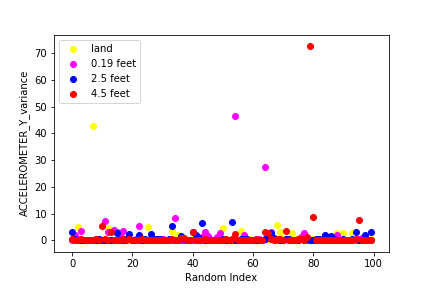 land
0.19 feet
2.5 feet
4.5 feet
ACCELEROMETER_Y_variance
70
60
50
40
30
20
10
0
0 20 40 60 80 100
Random Index